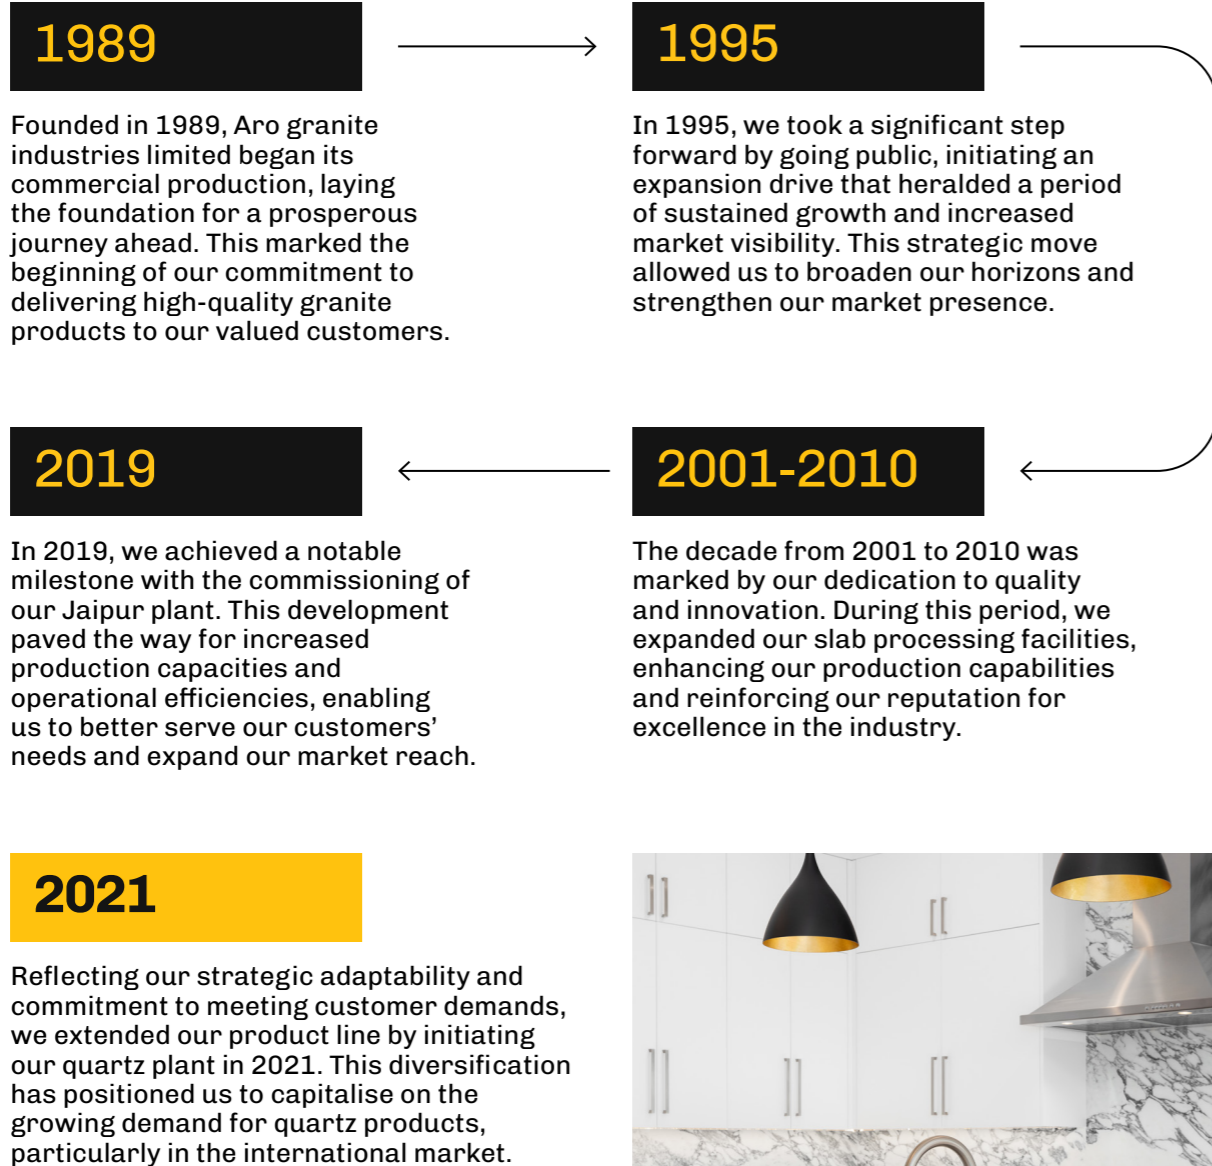 1989
Founded in 1989, Aro granite
industries limited began its
commercial production, laying
the foundation for a prosperous
journey ahead. This marked the
beginning of our commitment to
delivering high-quality granite
products to our valued customers.
1995
In 1995, we took a significant step
forward by going public, initiating an
expansion drive that heralded a period
of sustained growth and increased
market visibility. This strategic move
allowed us to broaden our horizons and
strengthen our market presence.
2001-2010
The decade from 2001 to 2010 was
marked by our dedication to quality
and innovation. During this period, we
expanded our slab processing facilities,
enhancing our production capabilities
and reinforcing our reputation for
excellence in the industry.
2019
In 2019, we achieved a notable
milestone with the commissioning of
our Jaipur plant. This development
paved the way for increased
production capacities and
operational efficiencies, enabling
us to better serve our customers’
needs and expand our market reach.
2021
Reflecting our strategic adaptability and
commitment to meeting customer demands,
we extended our product line by initiating
our quartz plant in 2021. This diversification
has positioned us to capitalise on the
growing demand for quartz products,
particularly in the international market.